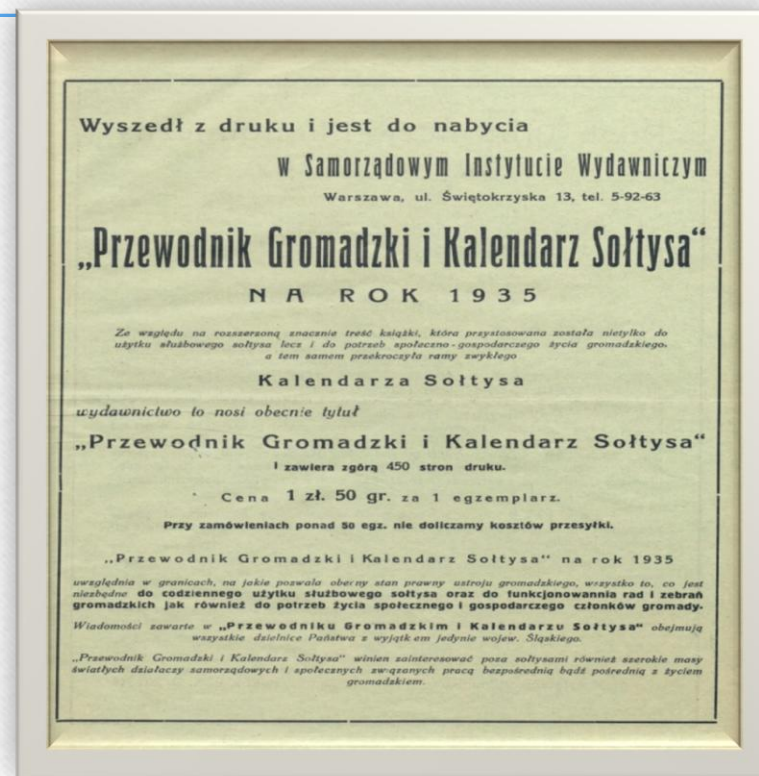 Wyszedł z druku i jest do nabycia
w Samorządowym Instytucie Wydawniczym
Warszawa, ul. Świętokrzyska 13, tel. 5-92-63
„Przewodnik Gromadzki i Kalendarz Sołtysa“
NA ROK 1935
Ze względu na rozszerzoną znacznie treść książki, która przystosowana została nietylko do
użytku służbowego sołtysa lecz i do potrzeb społeczno-gospodarczego życia gromadzkiego,
a tem samem przekroczyła ramy zwykłego
Kalendarza Sołtysa
wydawnictwo to nosi obecnie tytuł
„Przewodnik Gromadzki i Kalendarz Sołtysa“
i zawiera zgórą 450 stron druku.
Cena 1 zł. 50 gr. za 1 egzemplarz.
Przy zamówieniach ponad 50 egz. nie doliczamy kosztów przesyłki.
„Przewodnik Gromadzki i Kalendarz Sołtysa“ na rok 1935
uwzględnia w granicach, na jakie pozwala obecny stan prawny ustroju gromadzkiego, wszystko to, co jest
niezbędne do codziennego użytku służbowego sołtysa oraz do funkcjonowannia rad i zebrań
gromadzkich jak również do potrzeb życia społecznego i gospodarczego członków gromady.
Wiadomości zawarte w „Przewodniku Gromadzkim i Kalendarzu Sołtysa“ obejmują
wszystkie dzielnice Państwa z wyjątkiem jedynie wojew. Śląskiego.
„Przewodnik Gromadzki i Kalendarz Sołtysa“ winien zainteresować poza sołtysami również szerokie masy
światłych działaczy samorządowych i społecznych związanych pracą bezpośrednią bądź pośrednią z życiem
gromadzkiem.